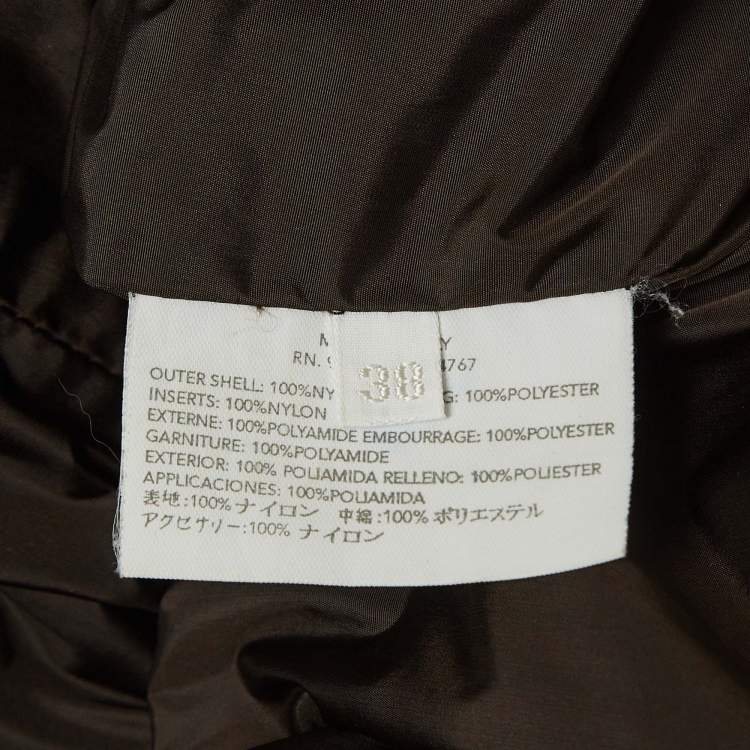 RN. 4767
38
OUTER SHELL: 100%NY G: 100%POLYESTER
INSERTS: 100%NYLON
EXTERNE: 100%POLYAMIDE EMBOURRAGE: 100%POLYESTER
GARNITURE: 100%POLYAMIDE
EXTERIOR: 100% POLIAMIDA RELLENO: 100%POLIESTER
APPLICACIONES: 100%POLIAMIDA
表地:100% ナイロン 中綿:100% ポリエステル
アクセサリー:100% ナイロン